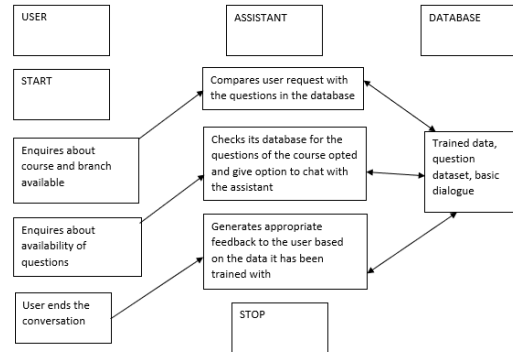 USER
ASSISTANT
DATABASE
START
Compares user request with
the questions in the database
Enquires about
course and branch
available
Checks its database for the
questions of the course opted
and give option to chat with
the assistant
Trained data,
question
dataset, basic
dialogue
Enquires about
availability of
questions
Generates appropriate
feedback to the user based
on the data it has been
trained with
User ends the
conversation
STOP